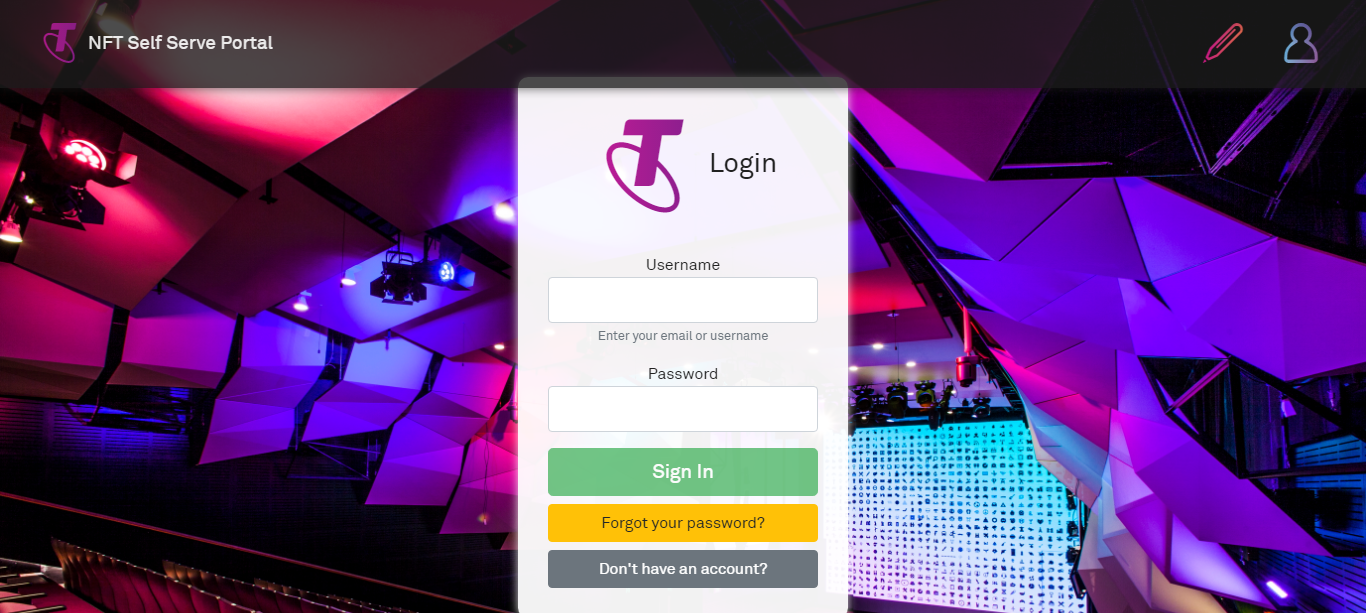 NFT Self Serve Portal
Login
Username
Enter your email or username
Password
Sign In
Forgot your password?
Don't have an account?